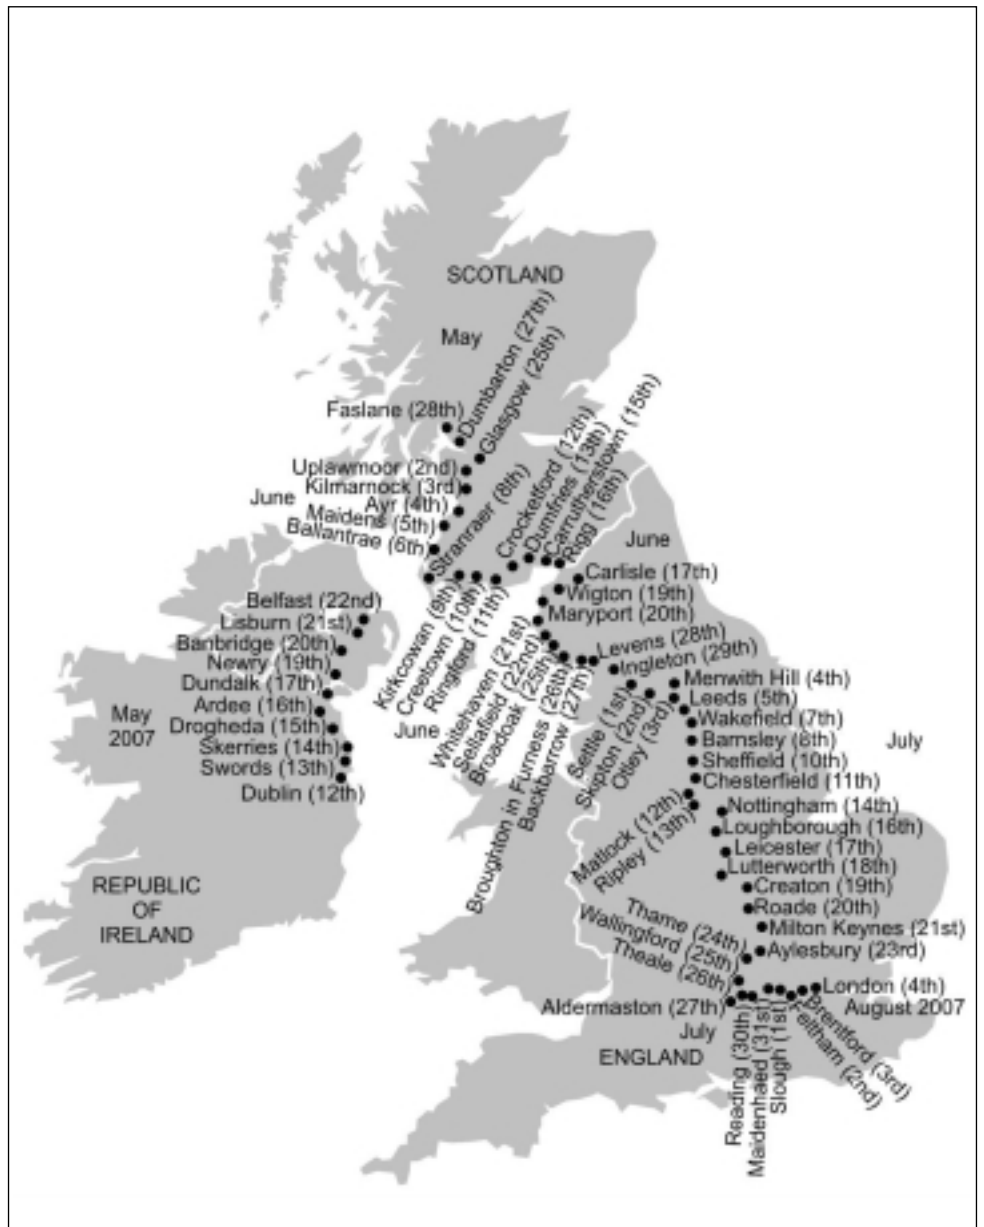 SCOTLAND
May
Dumbarton (27th)
Glasgow (25th)
Faslane (28th)
Uplawmoor (2nd)
Kilmarnock (3rd)
June
Ayr (4th)
Maidens (5th)
Ballantrae (6th)
Stranraer (8th)
Crocketford (12th)
Dumfries (13th)
Carrutherstown (15th)
Rigg (16th)
June
Carlisle (17th)
Wigton (19th)
Maryport (20th)
Kirkcowan (9th)
Creetown (10th)
Ringford (11th)
June
Whitehaven (21st)
Sellafield (22nd)
Broadoak (25th)
Broughton in Furness (26th)
Backbarrow (27th)
Levens (28th)
Ingleton (29th)
Belfast (22nd)
Lisburn (21st)
Banbridge (20th)
Newry (19th)
Dundalk (17th)
Ardee (16th)
May
2007
Drogheda (15th)
Skerries (14th)
Swords (13th)
Dublin (12th)
REPUBLIC
OF
IRELAND
Settle (1st)
Skipton (2nd)
Otley (3rd)
Menwith Hill (4th)
Leeds (5th)
Wakefield (7th)
Barnsley (8th)
July
Sheffield (10th)
Chesterfield (11th)
Matlock (12th)
Ripley (13th)
Nottingham (14th)
Loughborough (16th)
Leicester (17th)
Lutterworth (18th)
Creaton (19th)
Roade (20th)
Milton Keynes (21st)
Aylesbury (23rd)
Thame (24th)
Wallingford (25th)
Theale (26th)
Aldermaston (27th)
July
ENGLAND
Reading (30th)
Maidenhaed (31st)
Slough (1st)
Feltham (2nd)
Brentford (3rd)
London (4th)
August 2007